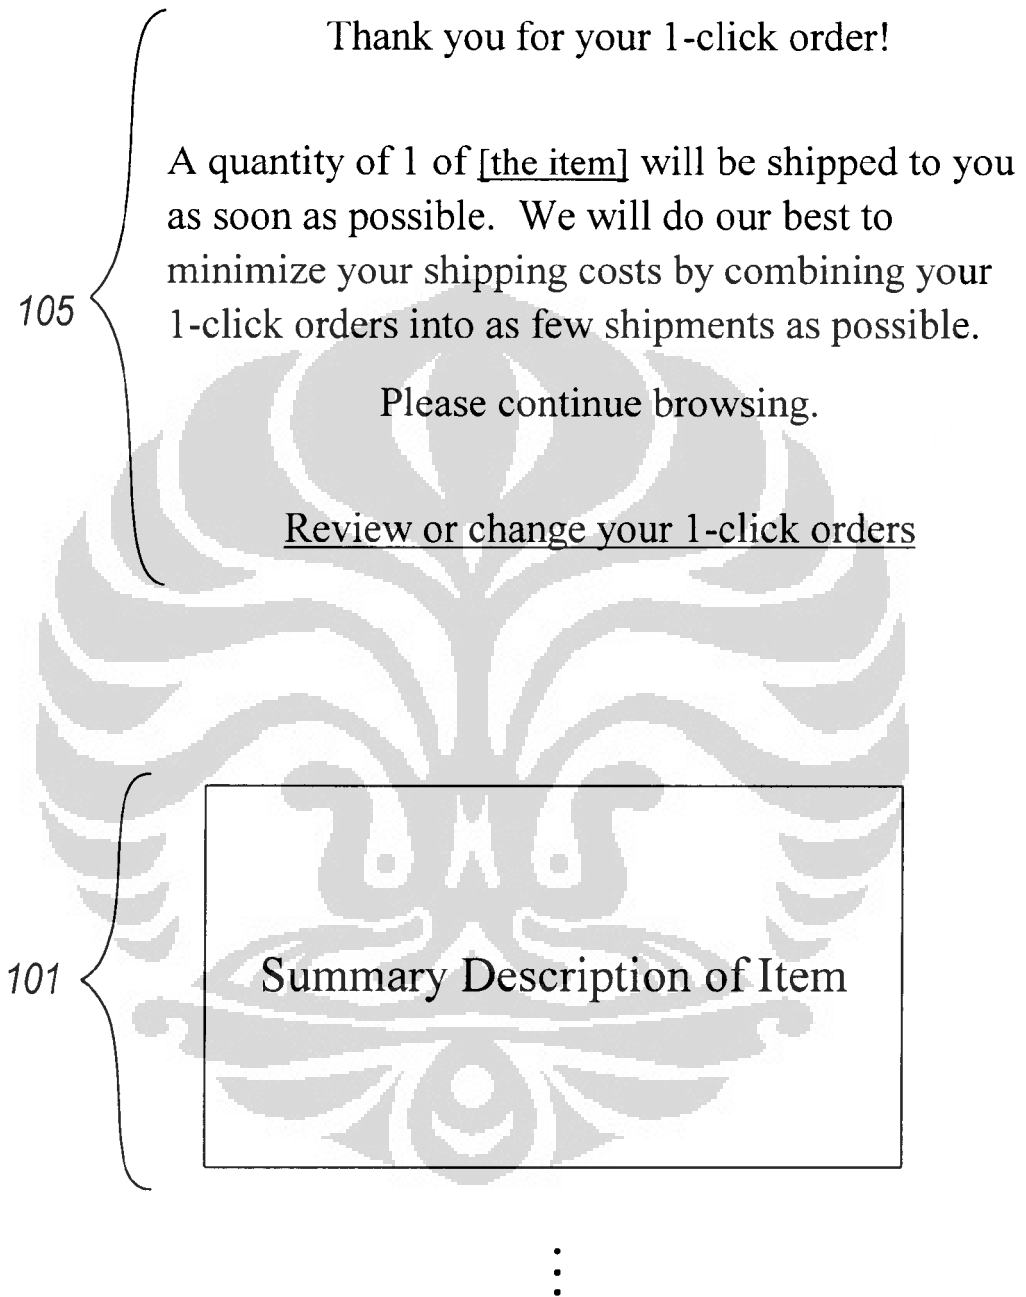 Thank you for your 1-click order!
A quantity of 1 of [the item] will be shipped to you
as soon as possible. We will do our best to
minimize your shipping costs by combining your
105
1-click orders into as few shipments as possible.
Please continue browsing.
Review or change your 1-click orders
101
Summary Description of Item